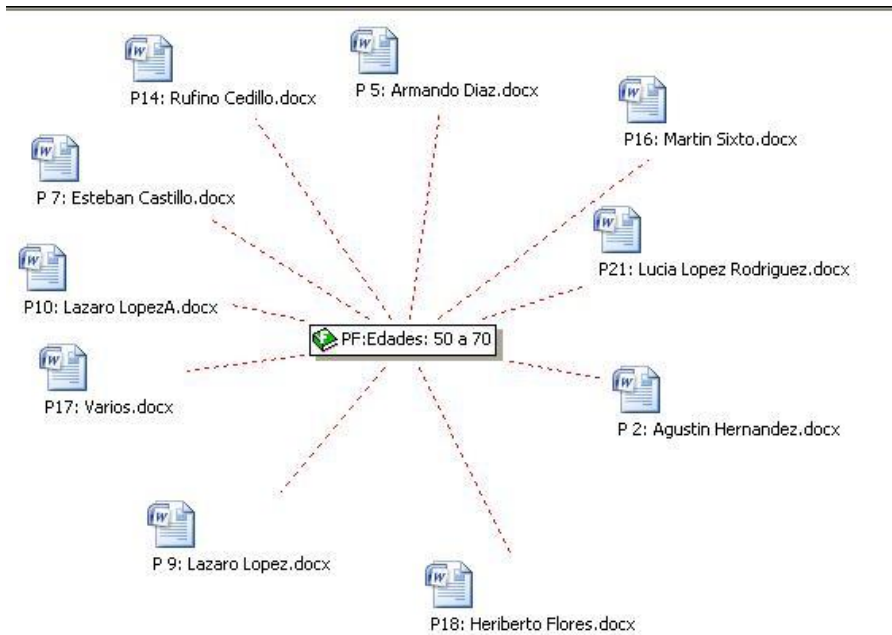 P14: Rufino Cedillo.docx
P 5: Armando Diaz.docx
P16: Martin Sixto.docx
P 7: Esteban Castillo.docx
P21: Lucia Lopez Rodriguez.docx
P10: Lazaro LopezA.docx
PF:Edades: 50 a 70
P17: Varios.docx
P 2: Agustin Hernandez.docx
P 9: Lazaro Lopez.docx
P18: Heriberto Flores.docx